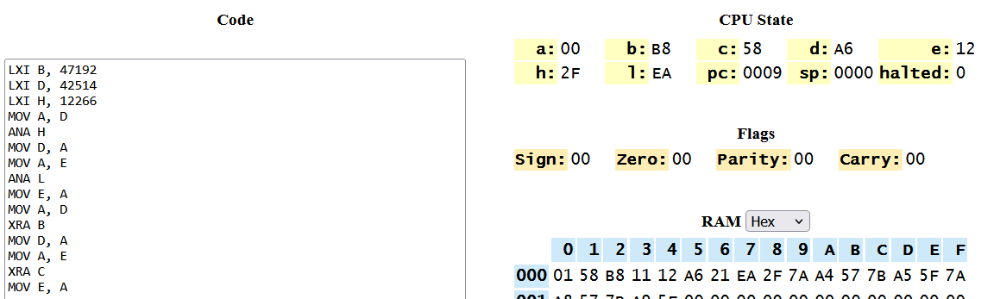 Code
LXI B, 47192
LXI D, 42514
LXI H, 12266
MOV A, D
ANA H
MOV D, A
MOV A, E
ANA L
MOV E, A
MOV A, D
XRA B
MOV D, A
MOV A, E
XRA C
MOV E, A
CPU State
a: 00 b: B8 c: 58 d: A6 e: 12
h: 2F l: EA pc: 0009 sp: 0000 halted: 0
Flags
Sign: 00 Zero: 00 Parity: 00 Carry: 00
RAM Hex
0 1 2 3 4 5 6 7 8 9 A B C D E F
000 01 58 B8 11 12 A6 21 EA 2F 7A A4 57 7B A5 5F 7A
001 A8 57 7B A9 5F 00 00 00 00 00 00 00 00 00 00 00